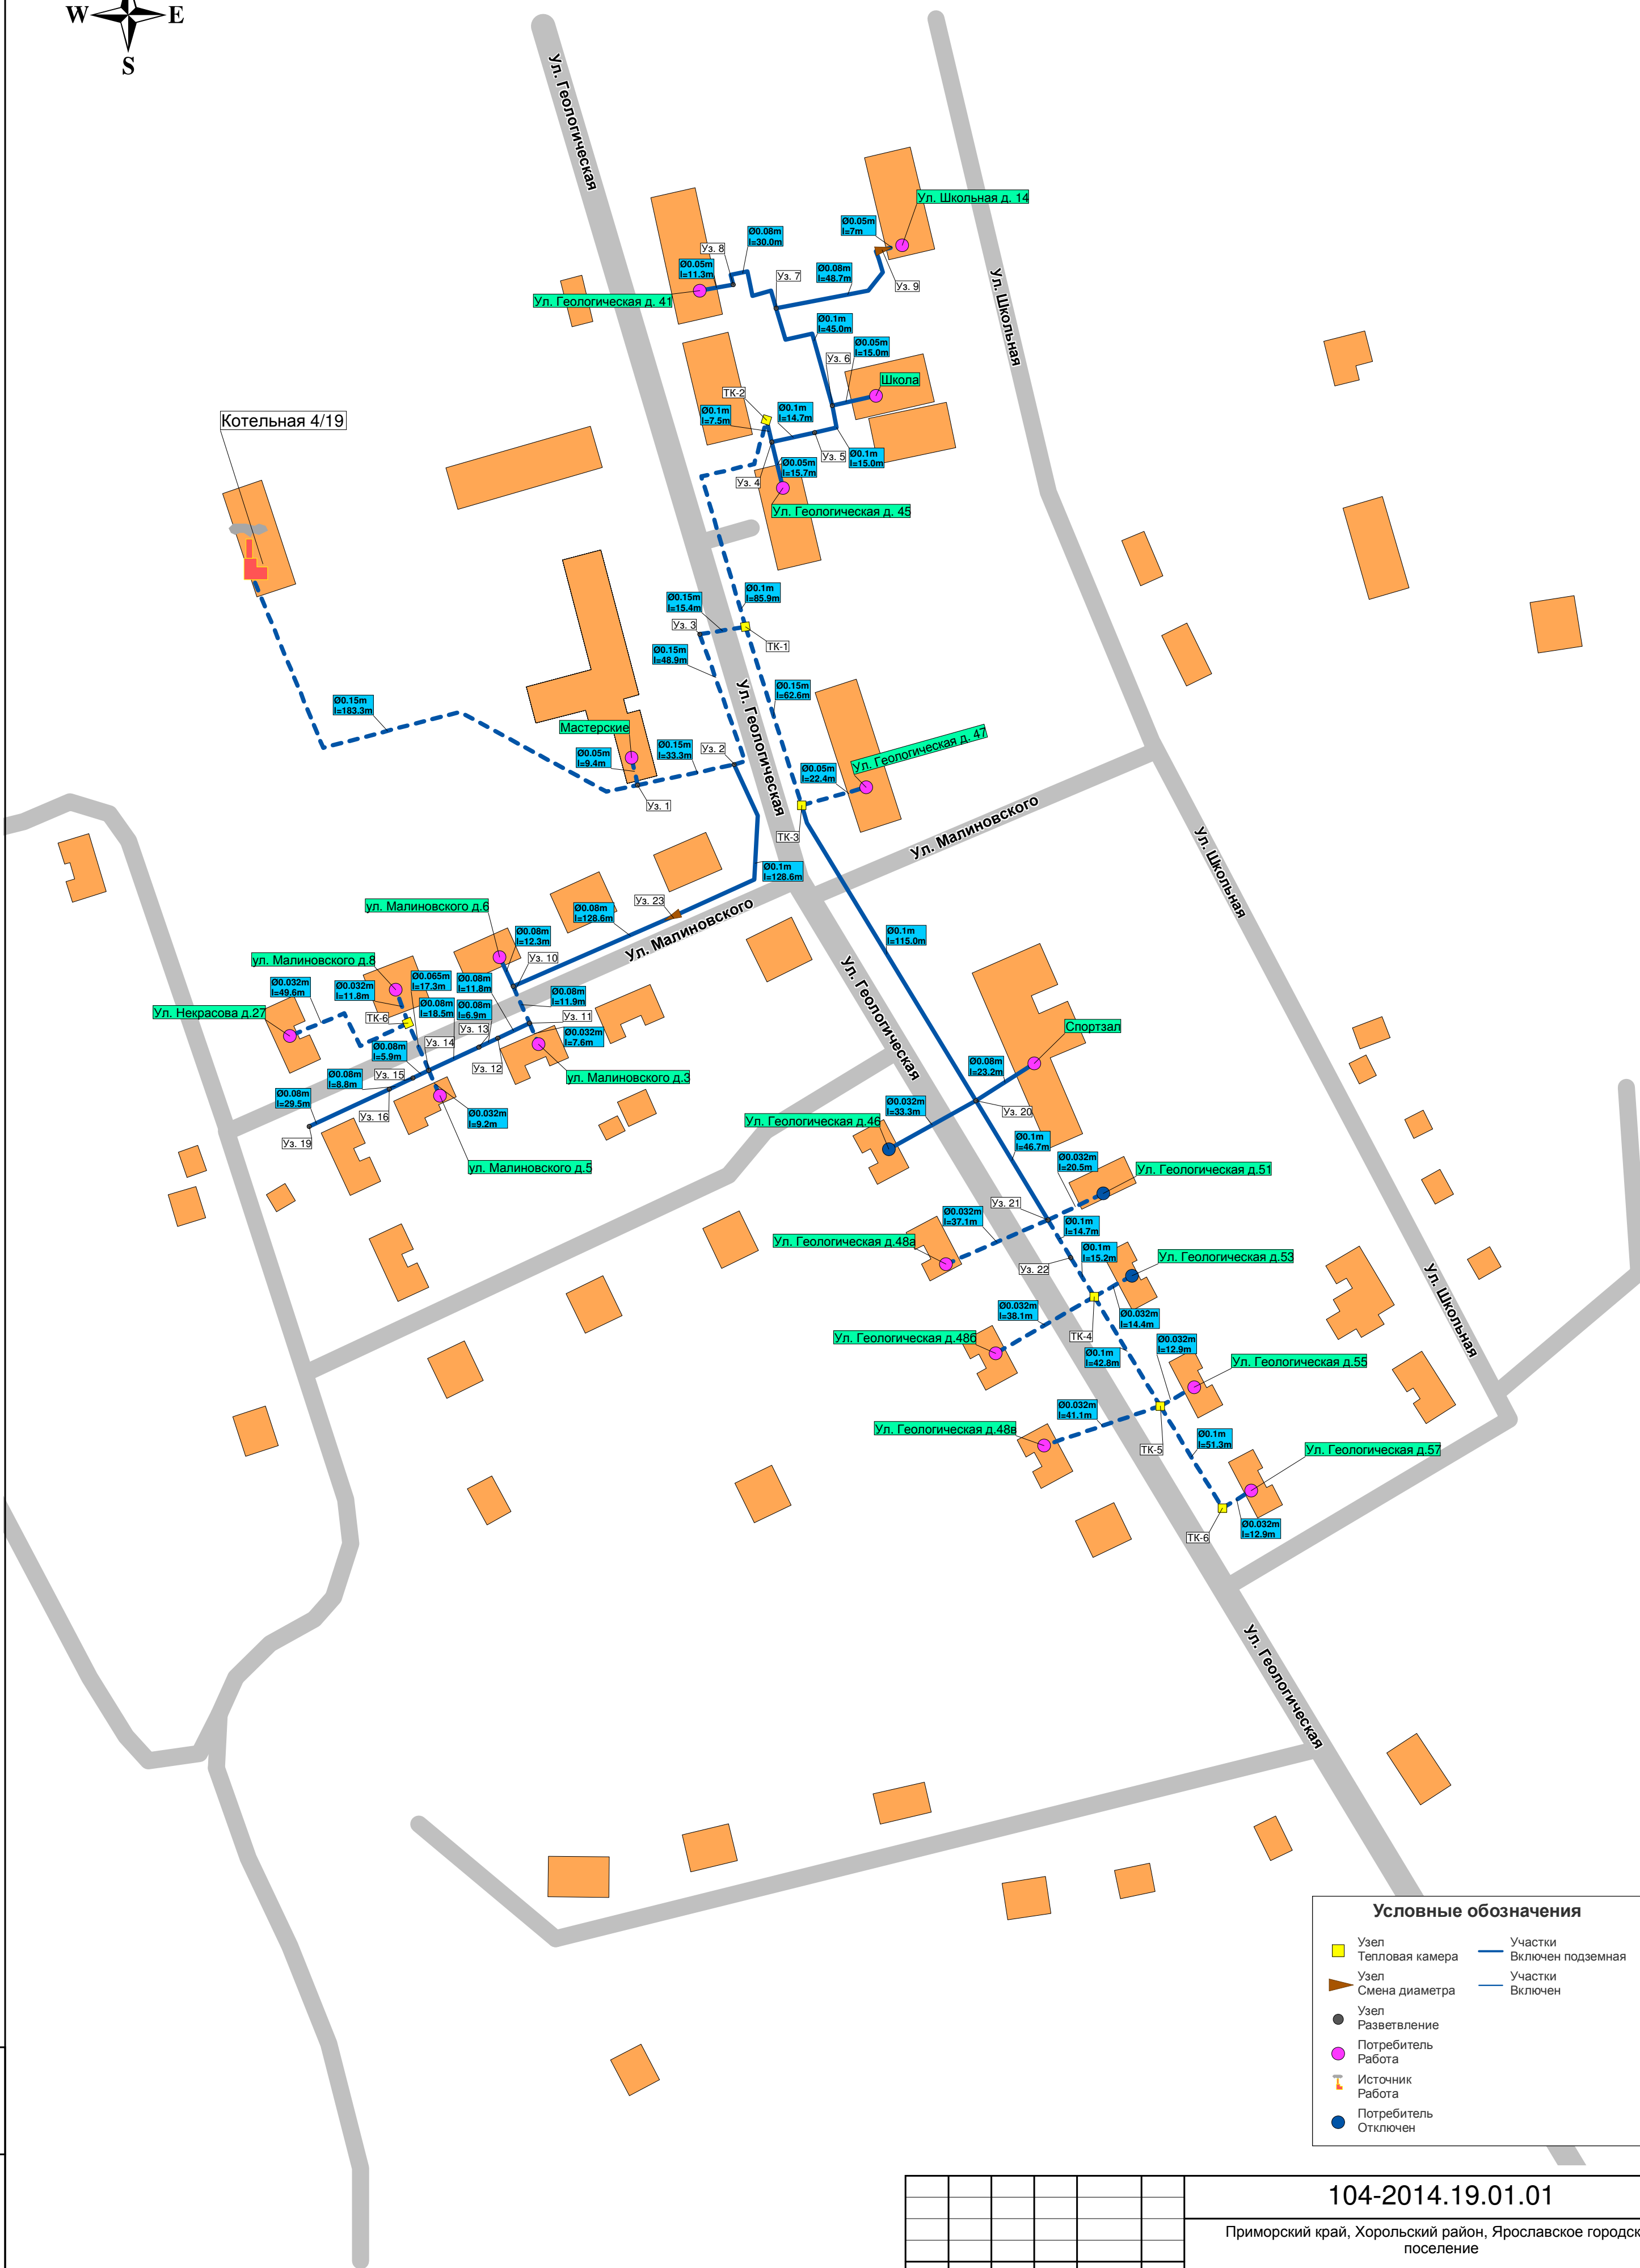 W
E
S
Ул. Геологическая
Ул. Школьная д. 14
Ø0.05m
l=7m
Ø0.08m
l=30.0m
Уз. 8
Ø0.05m
l=11.3m
Уз. 7
Ø0.08m
l=48.7m
Уз. 9
Ул. Геологическая д. 41
Ул. Школьная
Ø0.1m
l=45.0m
Ø0.05m
l=15.0m
Уз. 6
Школа
ТК-2
Ø0.1m
l=7.5m
Ø0.1m
l=14.7m
Котельная 4/19
Уз. 5
Ø0.1m
l=15.0m
Ø0.05m
l=15.7m
Уз. 4
Ул. Геологическая д. 45
Ø0.1m
l=85.9m
Ø0.15m
l=15.4m
Уз. 3
ТК-1
Ø0.15m
l=48.9m
Ø0.15m
l=62.6m
Ø0.15m
l=183.3m
Ул. Геологическая
Мастерские
Ø0.05m
l=9.4m
Ø0.15m
l=33.3m
Уз. 2
Ул. Геологическая д. 47
Ø0.05m
l=22.4m
Уз. 1
ТК-3
Ул. Малиновского
Ул. Школьная
Ø0.1m
l=128.6m
Уз. 23
ул. Малиновского д.6
Ø0.08m
l=128.6m
Ул. Малиновского
Ø0.08m
l=12.3m
Ø0.1m
l=115.0m
ул. Малиновского д.8
Уз. 10
Ул. Геологическая
Ø0.032m
l=49.6m
Ø0.032m
l=11.8m
Ø0.065m
l=17.3m
Ø0.08m
l=11.8m
Ø0.08m
l=11.9m
Ул. Некрасова д.27
ТК-6
Ø0.08m
l=18.5m
Ø0.08m
l=6.9m
Уз. 11
Уз. 13
Уз. 14
Ø0.032m
l=7.6m
Спортзал
Ø0.08m
l=5.9m
Уз. 12
Ø0.08m
l=8.8m
Уз. 15
ул. Малиновского д.3
Ø0.08m
l=23.2m
Ø0.08m
l=29.5m
Уз. 16
Ø0.032m
l=9.2m
Ø0.032m
l=33.3m
Уз. 20
Уз. 19
Ул. Геологическая д.46
ул. Малиновского д.5
Ø0.1m
l=46.7m
Ø0.032m
l=20.5m
Ул. Геологическая д.51
Уз. 21
Ø0.032m
l=37.1m
Ø0.1m
l=14.7m
Ул. Геологическая д.48а
Ø0.1m
l=15.2m
Ул. Геологическая д.53
Уз. 22
Ø0.032m
l=38.1m
Ø0.032m
l=14.4m
Ул. Школьная
Ул. Геологическая д.48б
ТК-4
Ø0.1m
l=42.8m
Ø0.032m
l=12.9m
Ул. Геологическая д.55
Ø0.032m
l=41.1m
Ул. Геологическая д.48в
Ø0.1m
l=51.3m
ТК-5
Ул. Геологическая д.57
ТК-6
Ø0.032m
l=12.9m
Ул. Геологическая
Условные обозначения
Узел
Тепловая камера
Участки
Включен подземная
Узел
Смена диаметра
Участки
Включен
Узел
Разветвление
Потребитель
Работа
Источник
Работа
Потребитель
Отключен
104-2014.19.01.01
Приморский край, Хорольский район, Ярославское городск
поселение